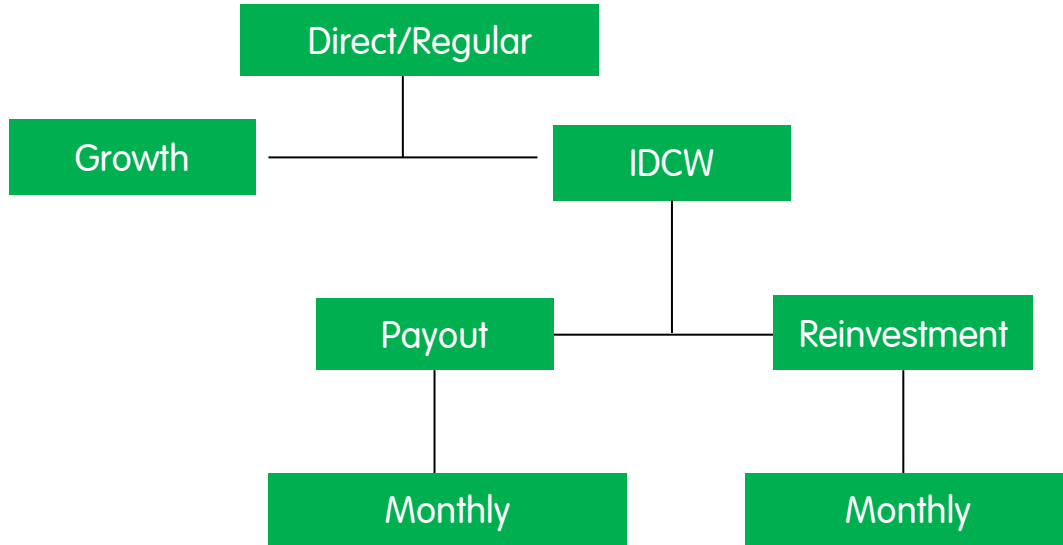 Direct/Regular
Growth
IDCW
Payout
Reinvestment
Monthly
Monthly